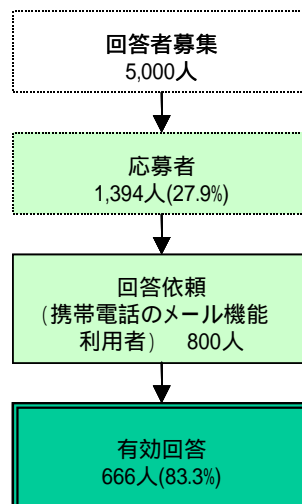 回答者募集
5,000人
応募者
1,394人(27.9%)
回答依頼
(携帯電話のメール機能
利用者) 800人
有効回答
666人(83.3%)